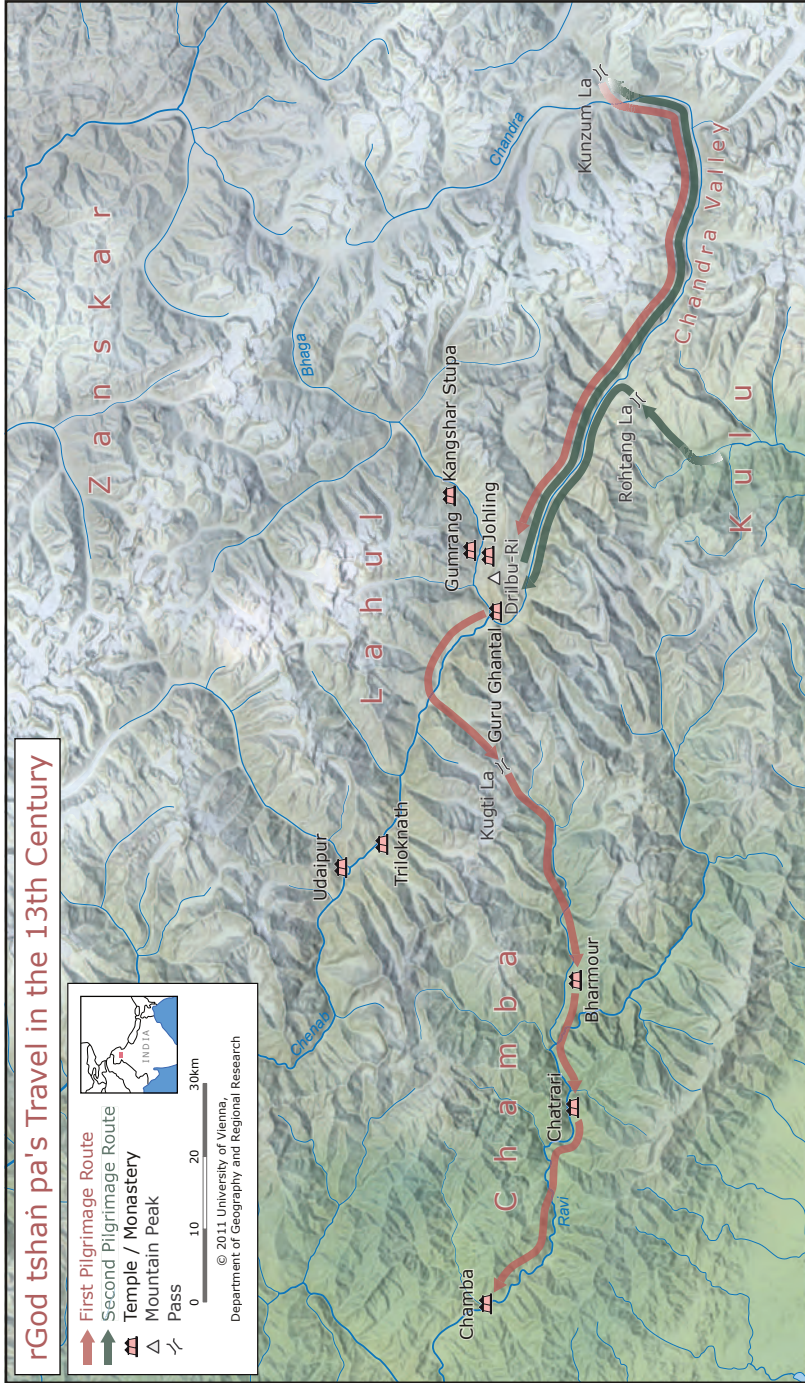 rGod tshan pa's Travel in the 13th Century
First Pilgrimage Route
Second Pilgrimage Route
Temple / Monastery
Mountain Peak
Pass
INDIA
0 10 20 30km
© 2011 University of Vienna,
Department of Geography and Regional Research
Zanskar
Lahul
Chamba
Kulu
Chandra Valley
Chandra
Bhaga
Chenab
Ravi
Kunzum La
Rohtang La
Kugti La
Kangshar Stupa
Gumrang
Johling
Drilbu-Ri
Guru Ghantal
Udaipur
Triloknath
Bharmour
Chatrari
Chamba